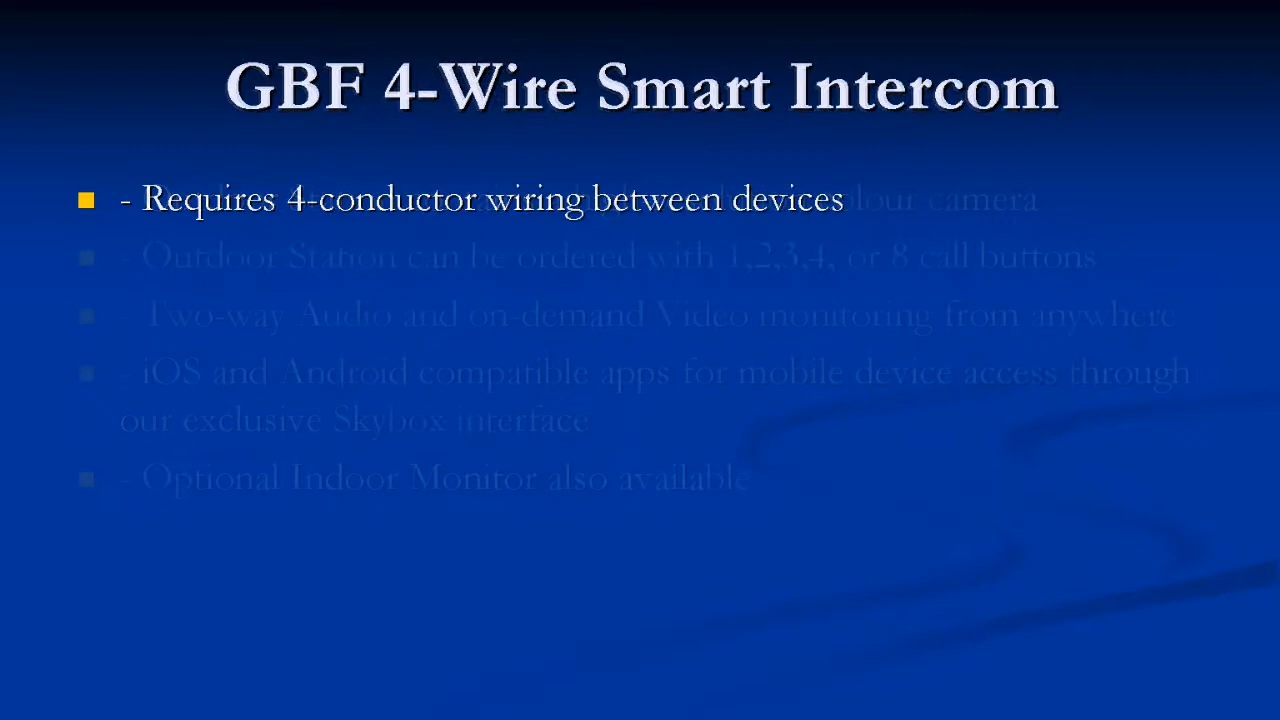 GBF 4-Wire Smart Intercom
- Requires 4-conductor wiring between devices
colour camera
- Outdoor Station can be ordered with 1,2,3,4, or 8 call buttons
- Two-way Audio and on-demand Video monitoring from anywhere
- iOS and Android compatible apps for mobile device access through
our exclusive Skybox interface
- Optional Indoor Monitor also available